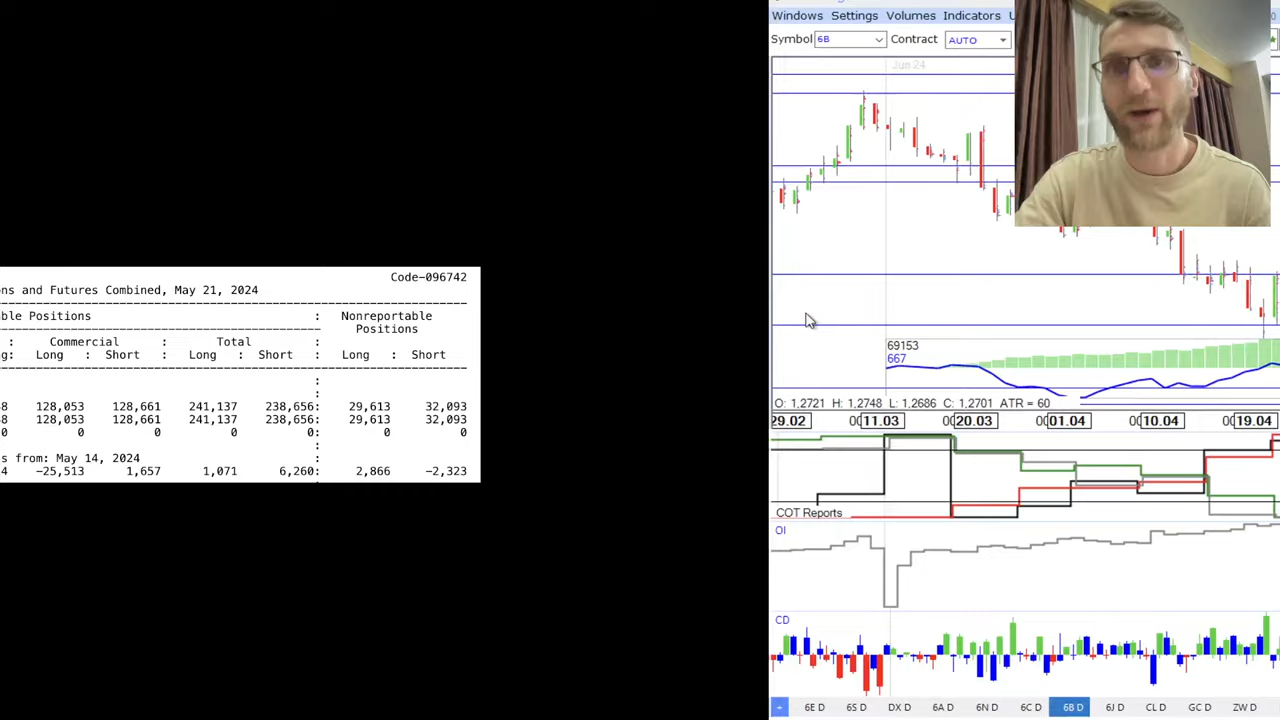 Windows Settings Volumes Indicators
Symbol 6B Contract AUTO
Jun 24
Code-096742
ns and Futures Combined, May 21, 2024
ble Positions : Nonreportable
Positions
: Commercial : Total :
g: Long : Short : Long : Short : Long : Short
:
:
8 128,053 128,661 241,137 238,656: 29,613 32,093
8 128,053 128,661 241,137 238,656: 29,613 32,093
0 0 0 0 0: 0 0
:
s from: May 14, 2024 :
4 -25,513 1,657 1,071 6,260: 2,866 -2,323
69153
667
O: 1,2721 H: 1,2748 L: 1,2686 C: 1,2701 ATR = 60
29.02 00 11.03 00 20.03 00 01.04 00 10.04 00 19.04
COT Reports
OI
CD
+ 6E D 6S D DX D 6A D 6N D 6C D 6B D 6J D CL D GC D ZW D